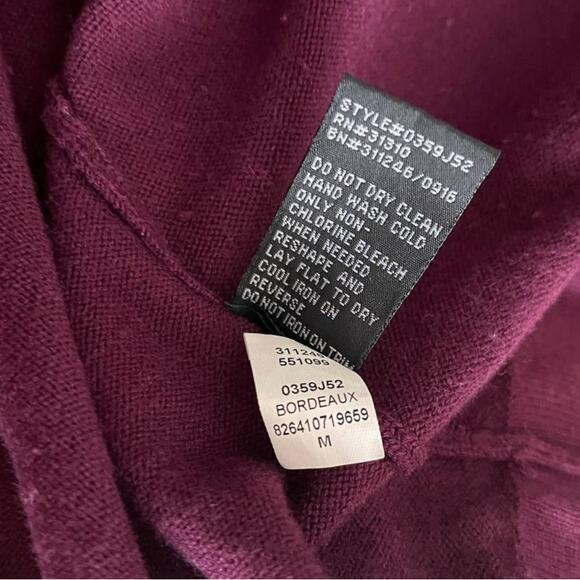 STYLE#0359J52
RN#31310
BN#311246/0916
DO NOT DRY CLEAN
HAND WASH COLD
ONLY NON-
CHLORINE BLEACH
WHEN NEEDED
RESHAPE AND
LAY FLAT TO DRY
COOL IRON ON
REVERSE
DO NOT IRON ON TRIM
311246
551099
0359J52
BORDEAUX
826410719659
M